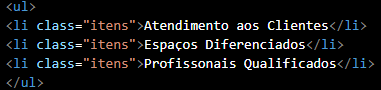 <ul>
<li class="itens">Atendimento aos Clientes</li>
<li class="itens">Espaços Diferenciados</li>
<li class="itens">Profissonais Qualificados</li>
</ul>